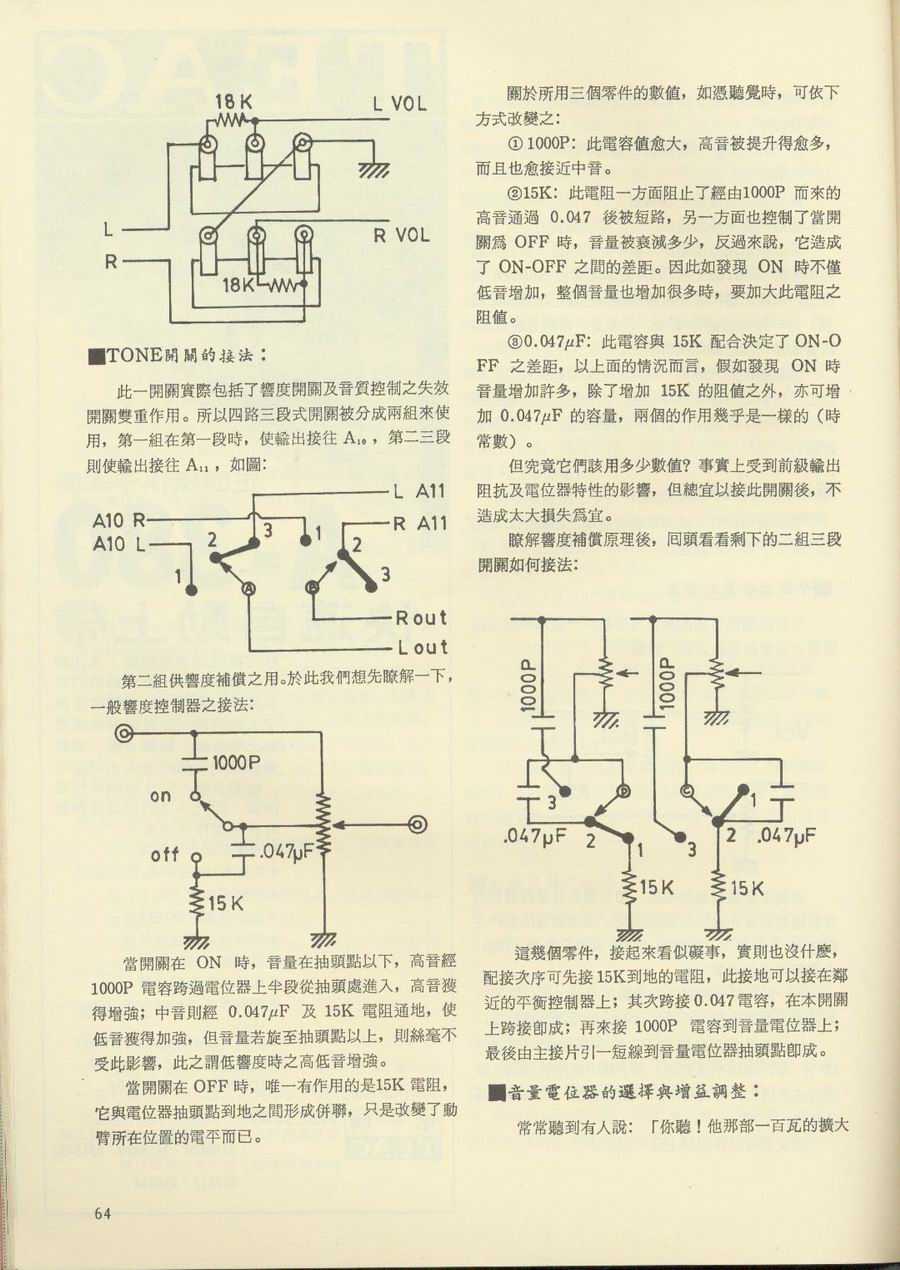 18K
L VOL
L
R
R VOL
18K
■TONE開關的接法：
此一開關實際包括了響度開關及音質控制之失效
開關雙重作用。所以四路三段式開關被分成兩組來使
用，第一組在第一段時，使輸出接往 A₁₀，第二三段
則使輸出接往 A₁₁，如圖：
L A11
A10 R
R A11
A10 L
2
3
1
2
1
3
A
B
R out
L out
第二組供響度補償之用。於此我們想先瞭解一下，
一般響度控制器之接法：
1000P
on
off
.047μF
15K
當開關在 ON 時，音量在抽頭點以下，高音經
1000P 電容跨過電位器上半段從抽頭處進入，高音獲
得增強；中音則經 0.047μF 及 15K 電阻通地，使
低音獲得加強，但音量若旋至抽頭點以上，則絲毫不
受此影響，此之謂低響度時之高低音增強。
當開關在 OFF 時，唯一有作用的是15K 電阻，
它與電位器抽頭點到地之間形成併聯，只是改變了動
臂所在位置的電平而已。
64
關於所用三個零件的數值，如憑聽覺時，可依下
方式改變之：
①1000P：此電容值愈大，高音被提升得愈多，
而且也愈接近中音。
②15K：此電阻一方面阻止了經由1000P 而來的
高音通過 0.047 後被短路，另一方面也控制了當開
關爲 OFF 時，音量被衰減多少，反過來說，它造成
了 ON-OFF 之間的差距。因此如發現 ON 時不僅
低音增加，整個音量也增加很多時，要加大此電阻之
阻值。
③0.047μF：此電容與 15K 配合決定了 ON-O
FF 之差距，以上面的情況而言，假如發現 ON 時
音量增加許多，除了增加 15K 的阻值之外，亦可增
加 0.047μF 的容量，兩個的作用幾乎是一樣的（時
常數）。
但究竟它們該用多少數值？事實上受到前級輸出
阻抗及電位器特性的影響，但總宜以接此開關後，不
造成太大損失爲宜。
瞭解響度補償原理後，回頭看看剩下的二組三段
開關如何接法：
1000P
1000P
3
D
C
1
.047μF
2
1
3
2
.047μF
15K
15K
這幾個零件，接起來看似礙事，實則也沒什麽，
配接次序可先接15K到地的電阻，此接地可以接在鄰
近的平衡控制器上；其次跨接0.047電容，在本開關
上跨接卽成；再來接 1000P 電容到音量電位器上；
最後由主接片引一短線到音量電位器抽頭點卽成。
■音量電位器的選擇與增益調整：
常常聽到有人說：「你聽！他那部一百瓦的擴大